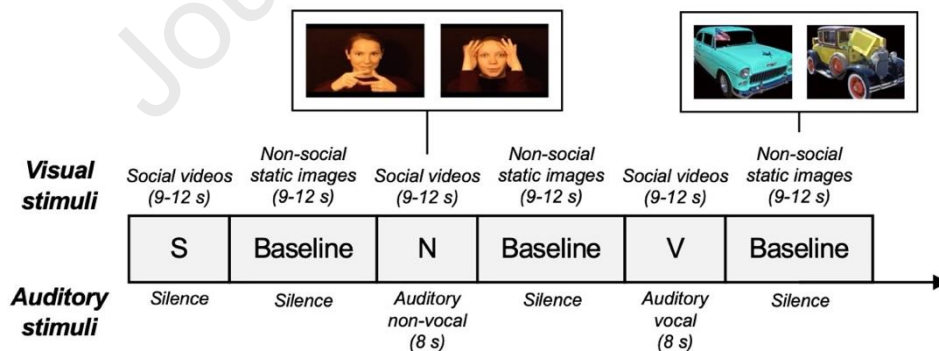 Jou
Visual stimuli
Social videos (9-12 s)
Non-social static images (9-12 s)
Social videos (9-12 s)
Non-social static images (9-12 s)
Social videos (9-12 s)
Non-social static images (9-12 s)
S
Baseline
N
Baseline
V
Baseline
Auditory stimuli
Silence
Silence
Auditory non-vocal (8 s)
Silence
Auditory vocal (8 s)
Silence